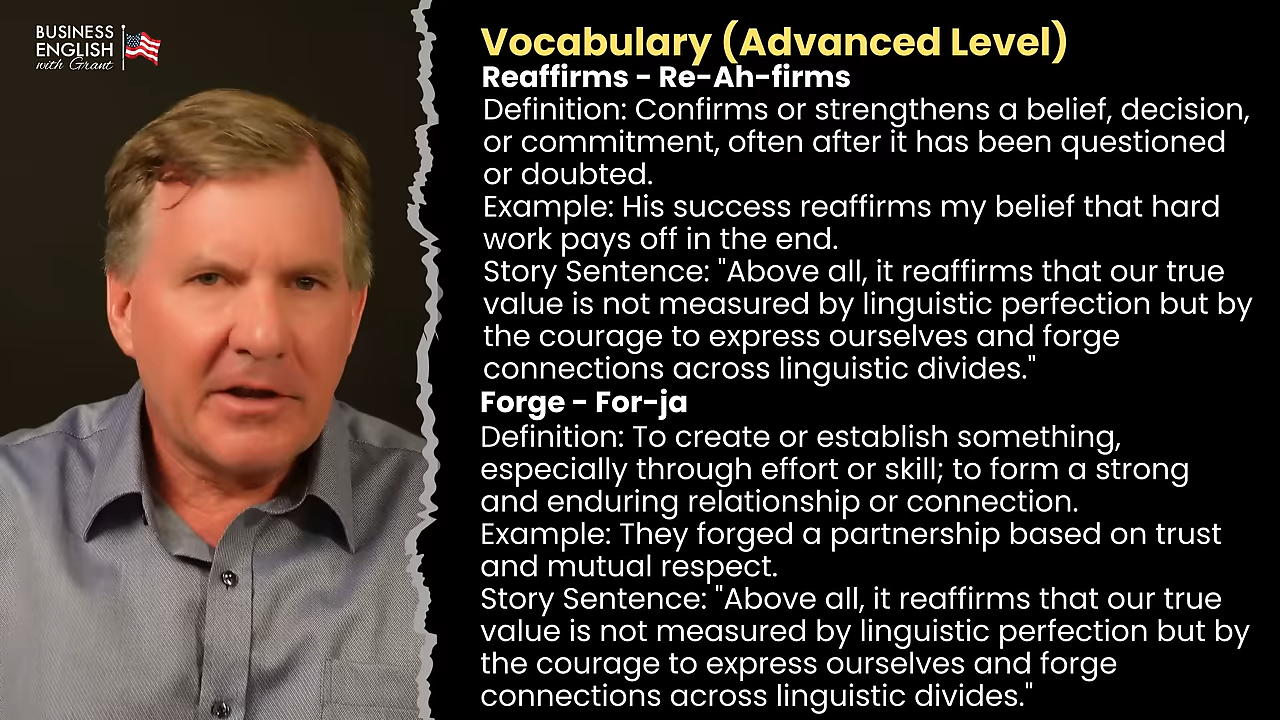 BUSINESS
ENGLISH
with Grant
Vocabulary (Advanced Level)
Reaffirms - Re-Ah-firms
Definition: Confirms or strengthens a belief, decision,
or commitment, often after it has been questioned
or doubted.
Example: His success reaffirms my belief that hard
work pays off in the end.
Story Sentence: "Above all, it reaffirms that our true
value is not measured by linguistic perfection but by
the courage to express ourselves and forge
connections across linguistic divides."
Forge - For-ja
Definition: To create or establish something,
especially through effort or skill; to form a strong
and enduring relationship or connection.
Example: They forged a partnership based on trust
and mutual respect.
Story Sentence: "Above all, it reaffirms that our true
value is not measured by linguistic perfection but by
the courage to express ourselves and forge
connections across linguistic divides."